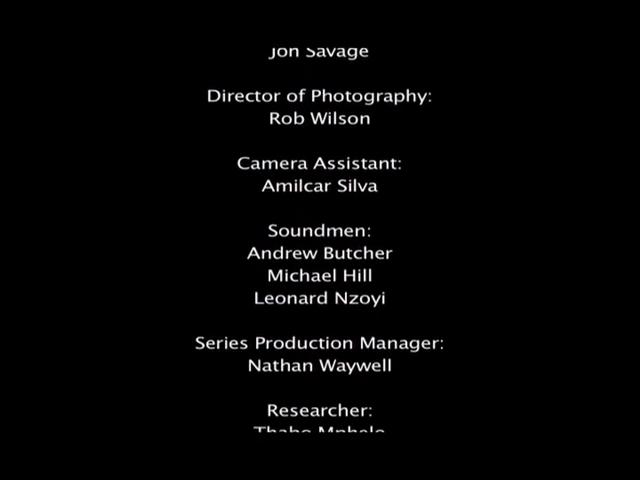 Jon Savage
Director of Photography:
Rob Wilson
Camera Assistant:
Amilcar Silva
Soundmen:
Andrew Butcher
Michael Hill
Leonard Nzoyi
Series Production Manager:
Nathan Waywell
Researcher: